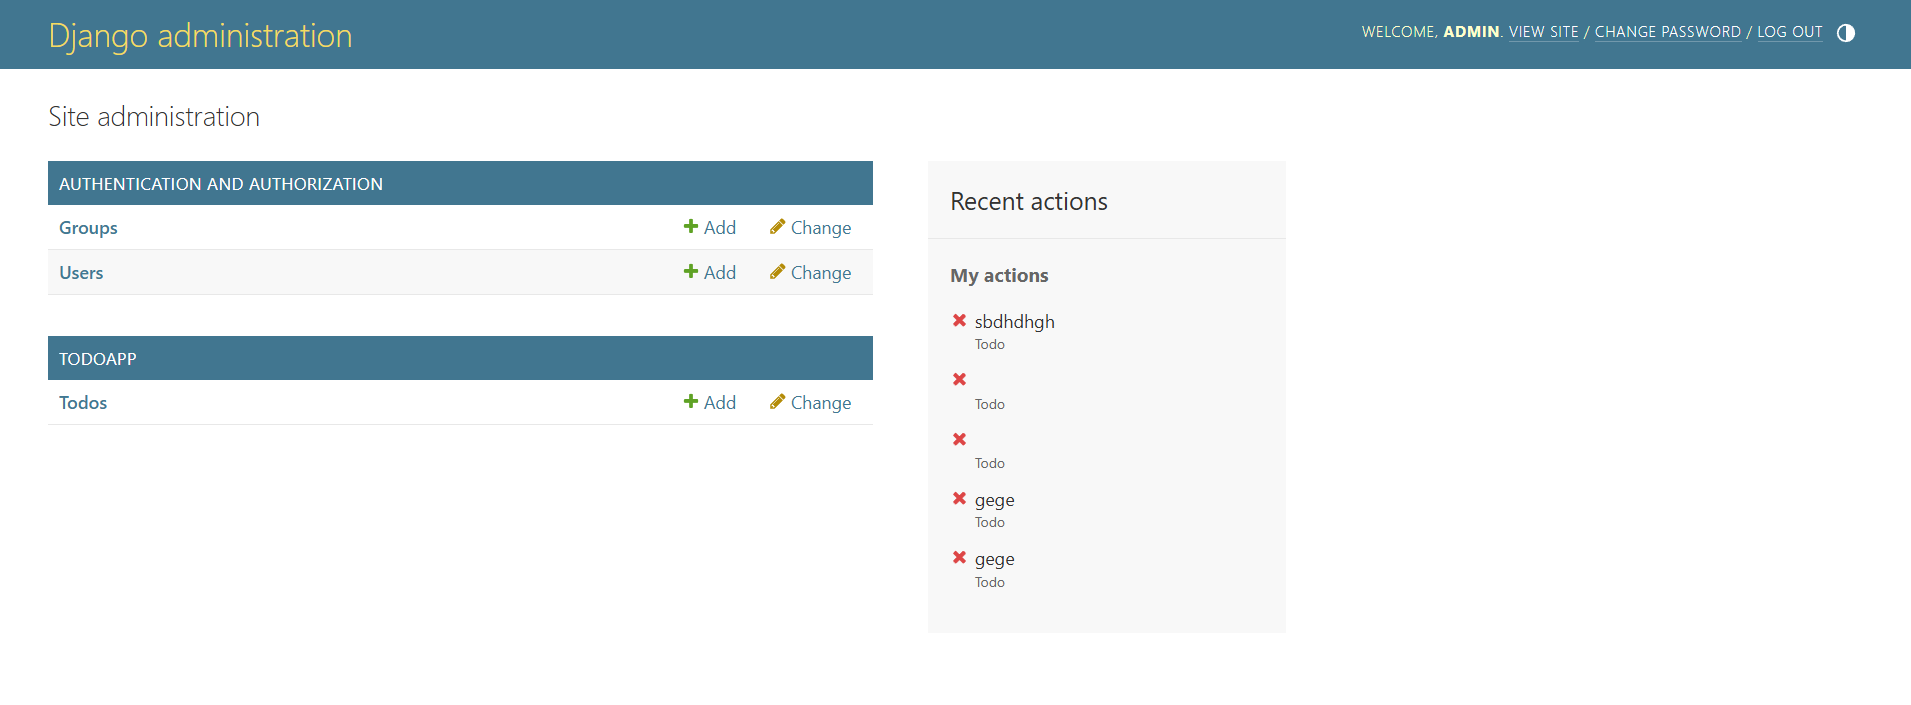 Django administration
WELCOME, ADMIN. VIEW SITE / CHANGE PASSWORD / LOG OUT
Site administration
AUTHENTICATION AND AUTHORIZATION
Groups Add Change
Users Add Change
TODOAPP
Todos Add Change
Recent actions
My actions
sbdhdhgh
Todo
Todo
Todo
gege
Todo
gege
Todo